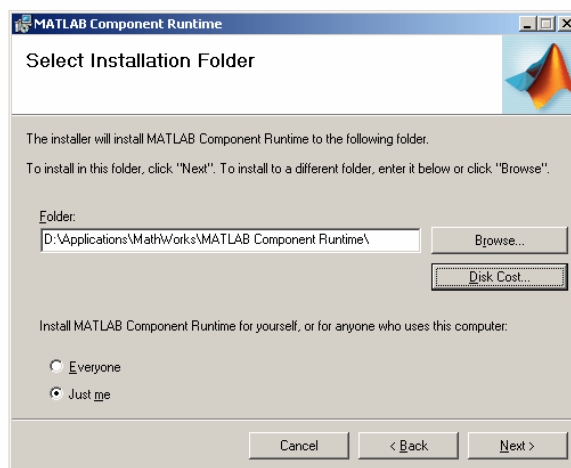 MATLAB Component Runtime
Select Installation Folder
The installer will install MATLAB Component Runtime to the following folder.
To install in this folder, click "Next". To install to a different folder, enter it below or click "Browse".
Folder:
D:\Applications\MathWorks\MATLAB Component Runtime\
Browse...
Disk Cost...
Install MATLAB Component Runtime for yourself, or for anyone who uses this computer:
Everyone
Just me
Cancel
< Back
Next >